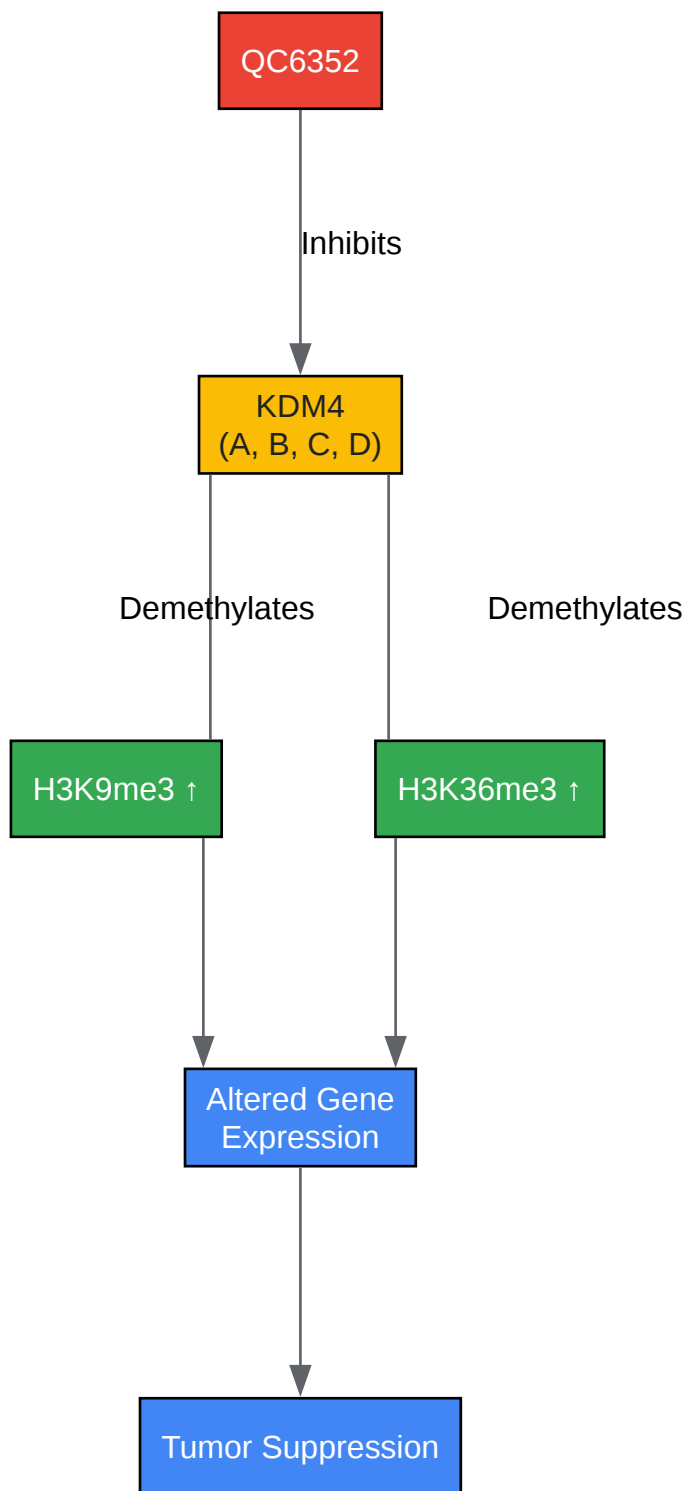 QC6352
Inhibits
KDM4
(A, B, C, D)
Demethylates
Demethylates
H3K9me3 ↑
H3K36me3 ↑
Altered Gene
Expression
Tumor Suppression